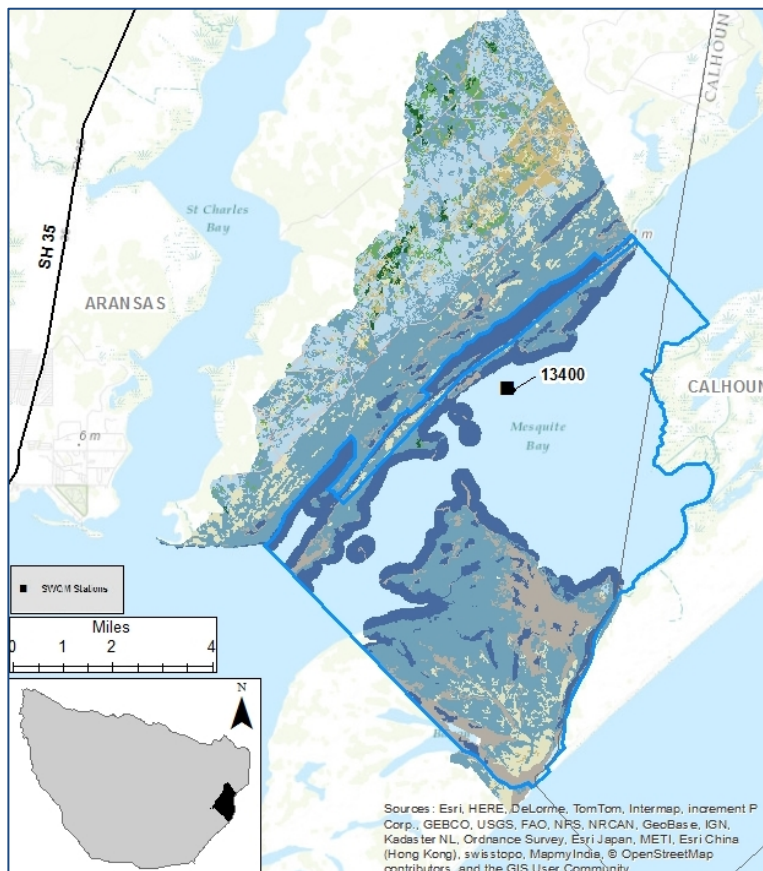 CALHOUN
St Charles
Bay
SH 35
1 m
ARANSAS
13400
CALHOUN
Mesquite
Bay
6 m
SWQM Stations
Miles
0 1 2 4
N
Sources: Esri, HERE, DeLorme, TomTom, Intermap, increment P
Corp., GEBCO, USGS, FAO, NPS, NRCAN, GeoBase, IGN,
Kadaster NL, Ordnance Survey, Esri Japan, METI, Esri China
(Hong Kong), swisstopo, MapmyIndia, © OpenStreetMap
contributors, and the GIS User Community